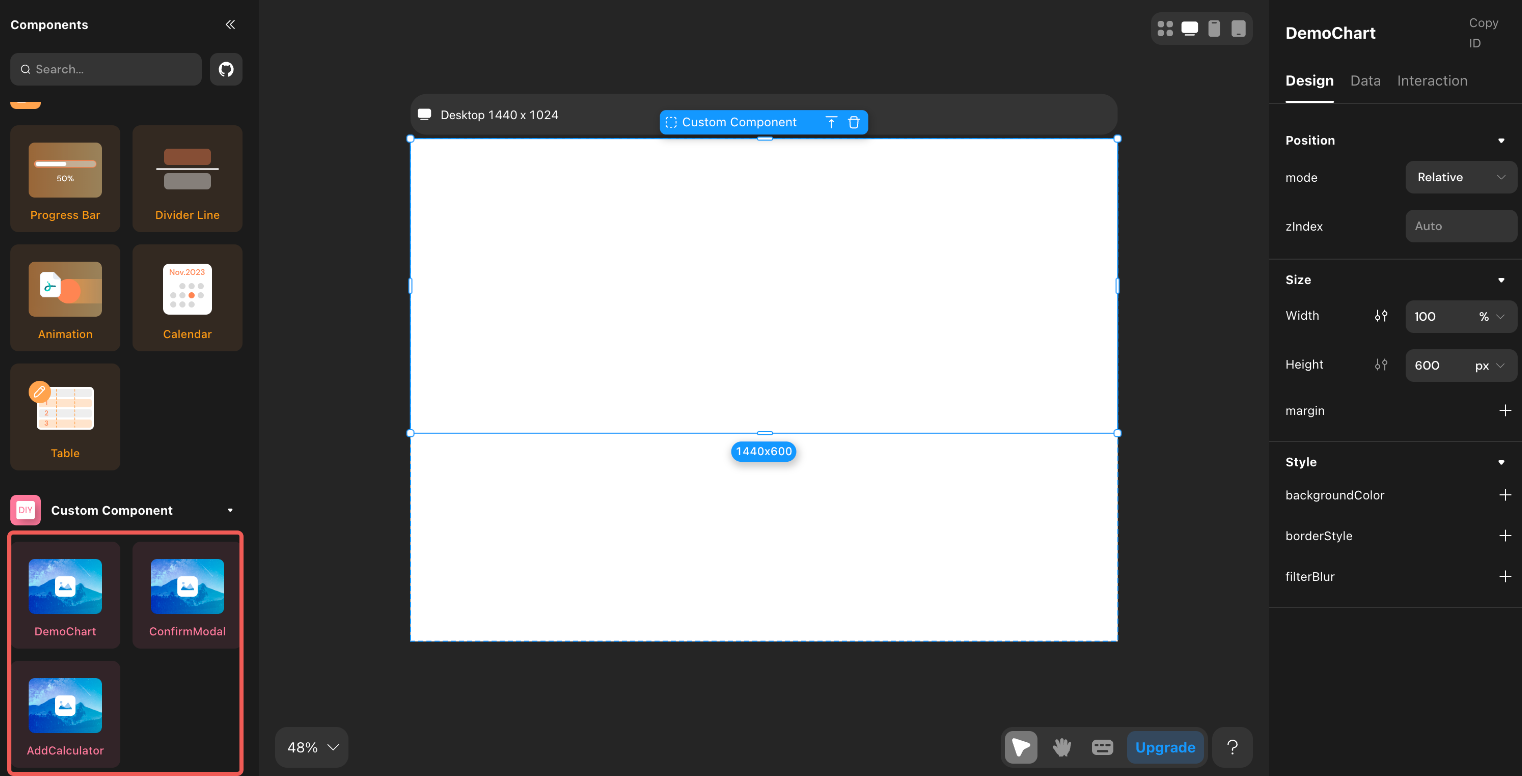 Components
Search...
50%
Progress Bar
Divider Line
Nov.2023
Animation
Calendar
1
2
3
Table
DIY
Custom Component
DemoChart
ConfirmModal
AddCalculator
Desktop 1440 x 1024
Custom Component
1440x600
48%
Upgrade
?
DemoChart
Copy
ID
Design
Data
Interaction
Position
mode
Relative
zIndex
Auto
Size
Width
100
%
Height
600
px
margin
Style
backgroundColor
borderStyle
filterBlur